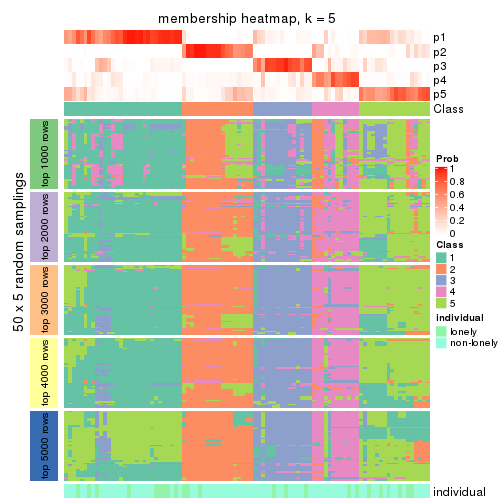 membership heatmap, k = 5
p1
p2
p3
p4
p5
Class
50 x 5 random samplings
top 1000 rows
top 2000 rows
top 3000 rows
top 4000 rows
top 5000 rows
individual
Prob
1
0.8
0.6
0.4
0.2
0
Class
1
2
3
4
5
individual
lonely
non-lonely